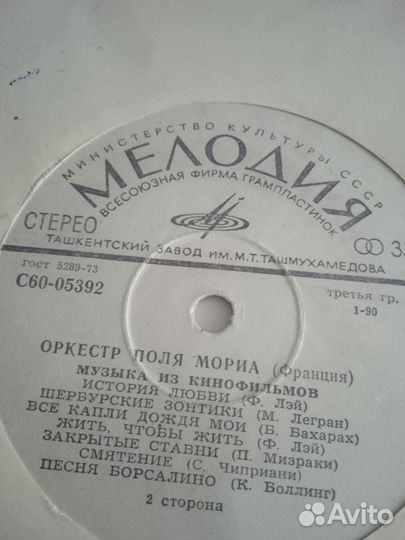 МИНИСТЕРСТВО КУЛЬТУРЫ СССР
МЕЛОДИЯ
ВСЕСОЮЗНАЯ ФИРМА ГРАМПЛАСТИНОК
СТЕРЕО
33
ТАШКЕНТСКИЙ ЗАВОД ИМ. М.Т. ТАШМУХАМЕДОВА
гост 5289-73
С60-05392
третья гр.
1-90
ОРКЕСТР ПОЛЯ МОРИА (Франция)
МУЗЫКА ИЗ КИНОФИЛЬМОВ
ИСТОРИЯ ЛЮБВИ (Ф. Лэй)
ШЕРБУРСКИЕ ЗОНТИКИ (М. Легран)
ВСЕ КАПЛИ ДОЖДЯ МОИ (Б. Бахарах)
ЖИТЬ, ЧТОБЫ ЖИТЬ (Ф. Лэй)
ЗАКРЫТЫЕ СТАВНИ (П. Мизраки)
СМЯТЕНИЕ (С. Чиприани)
ПЕСНЯ БОРСАЛИНО (К. Боллинг)
2 сторона
Avito